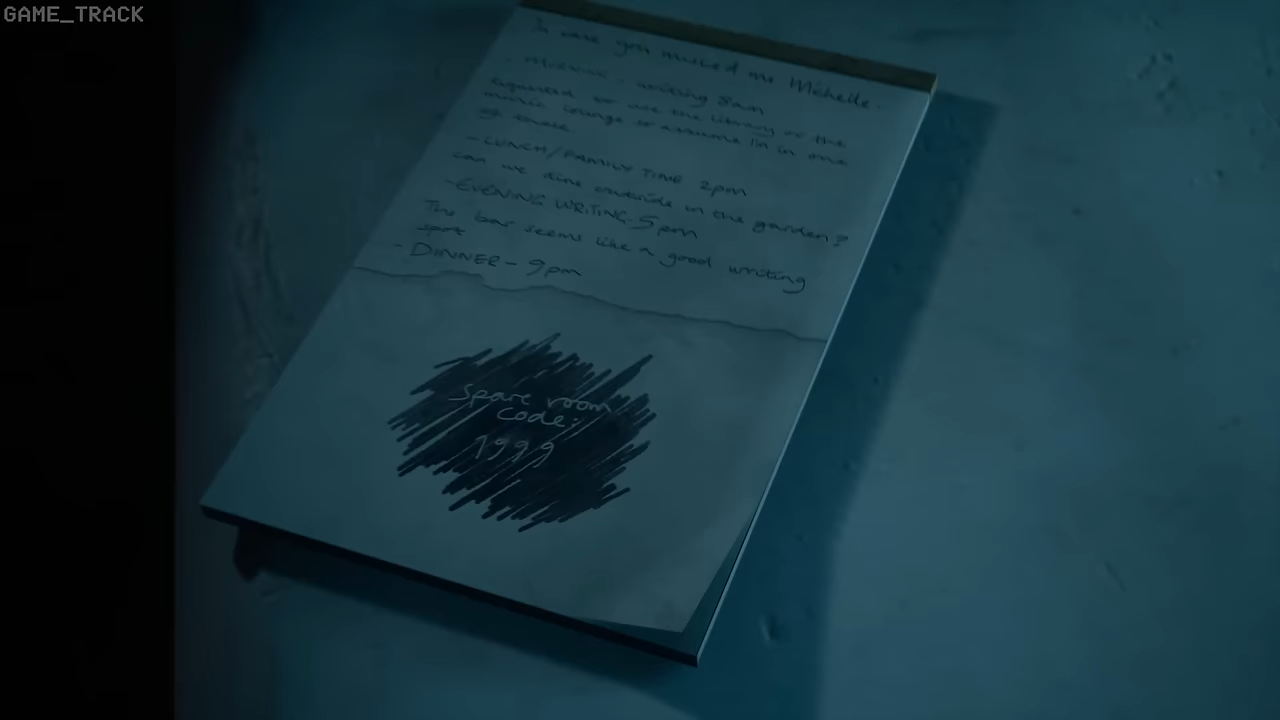 GAME_TRACK
In case you missed me Michelle.
- MORNING - writing 8am
requested to use the library or the
music lounge so assume I'm in one
of those
- LUNCH/FAMILY TIME 2pm
can we dine outside in the garden?
- EVENING WRITING - 5pm
The bar seems like a good writing
spot
- DINNER - 9pm
Spare room
code:
1999